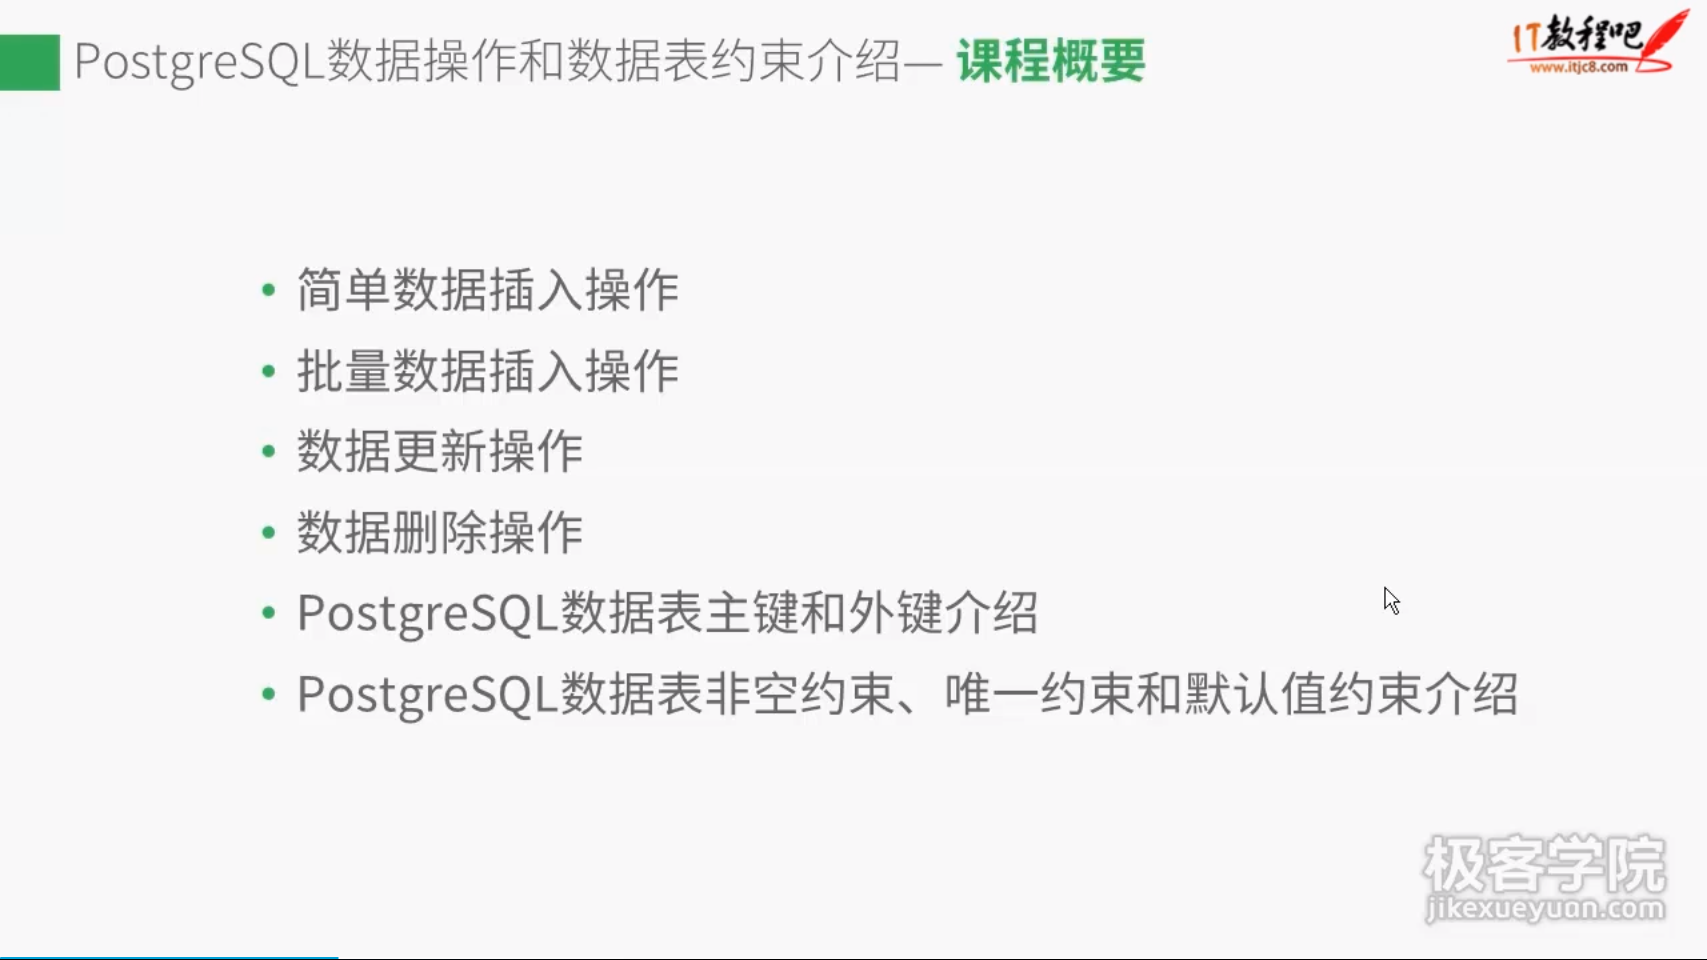 PostgreSQL数据操作和数据表约束介绍— 课程概要
IT教程吧
www.itjc8.com
• 简单数据插入操作
• 批量数据插入操作
• 数据更新操作
• 数据删除操作
• PostgreSQL数据表主键和外键介绍
• PostgreSQL数据表非空约束、唯一约束和默认值约束介绍
极客学院
jikexueyuan.com